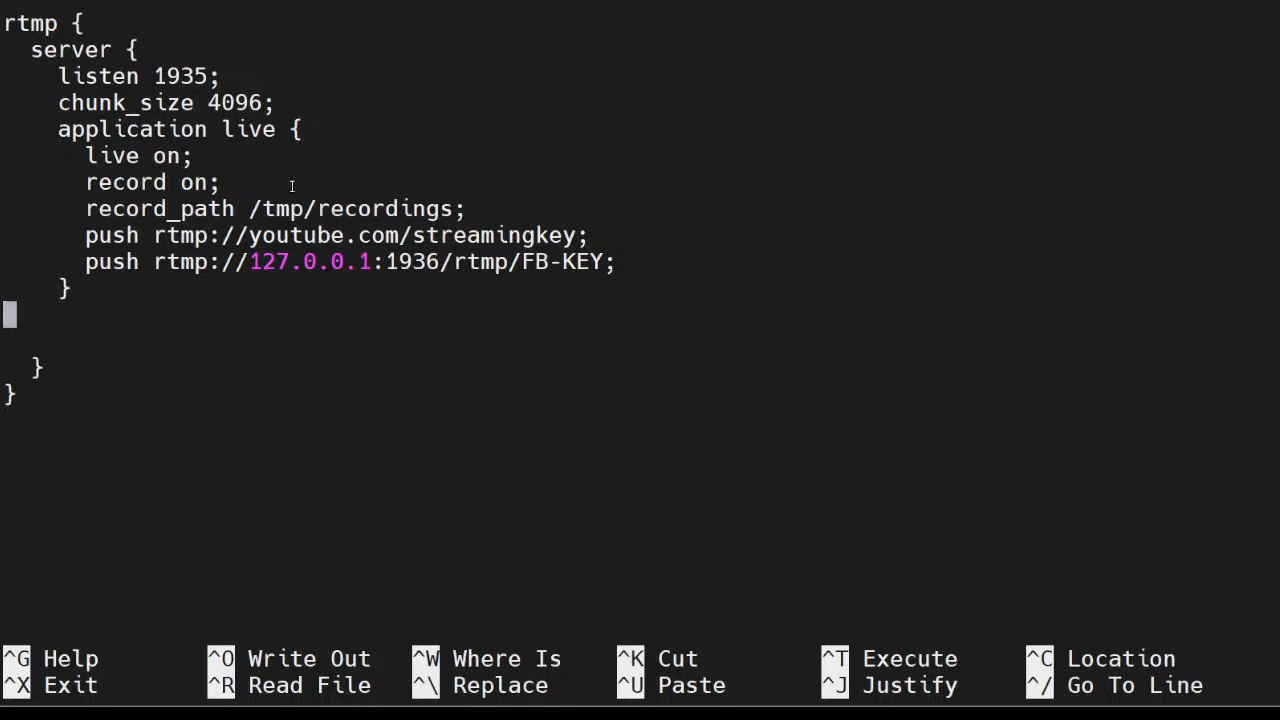 rtmp {
  server {
    listen 1935;
    chunk_size 4096;
    application live {
      live on;
      record on;
      record_path /tmp/recordings;
      push rtmp://youtube.com/streamingkey;
      push rtmp://127.0.0.1:1936/rtmp/FB-KEY;
    }
  }
}
^G Help ^O Write Out ^W Where Is ^K Cut ^T Execute ^C Location
^X Exit ^R Read File ^\ Replace ^U Paste ^J Justify ^/ Go To Line